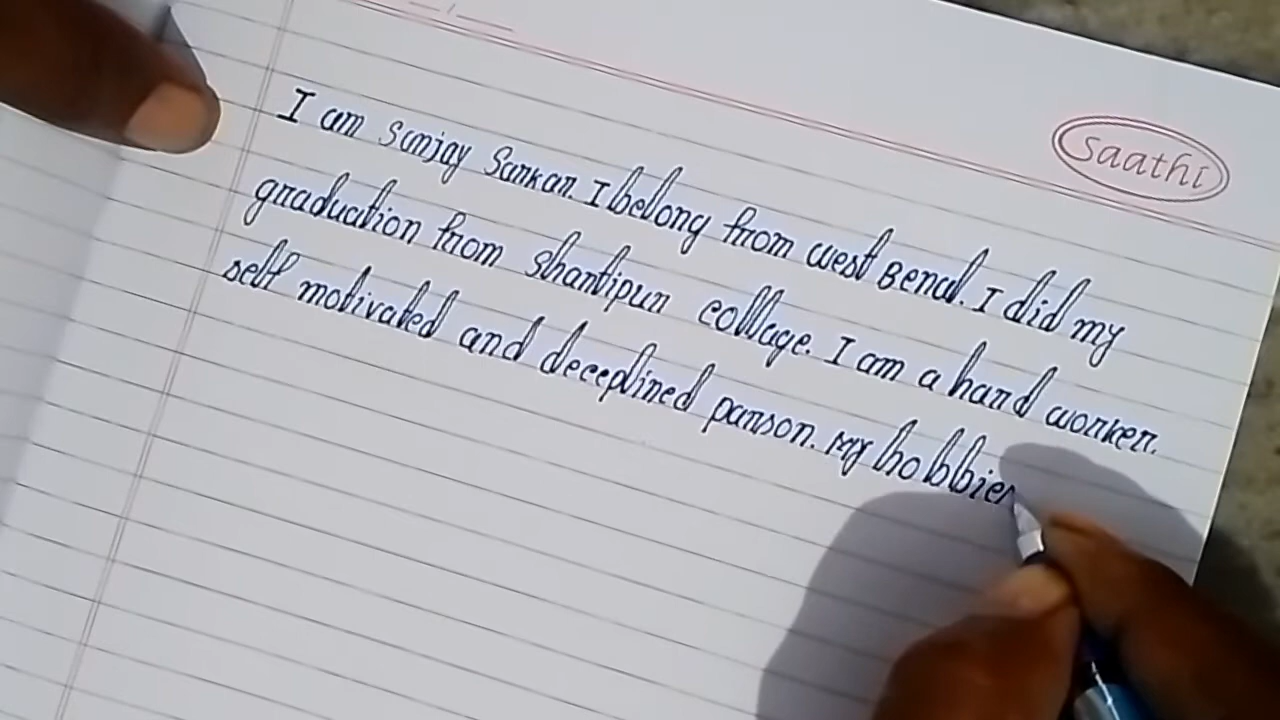 saathi
I am Sanjay Sarkar. I belong from west Bencd. I did my
graduation from shantipur collage. I am a hard worker.
self motivated and deceplined parson. My hobbies